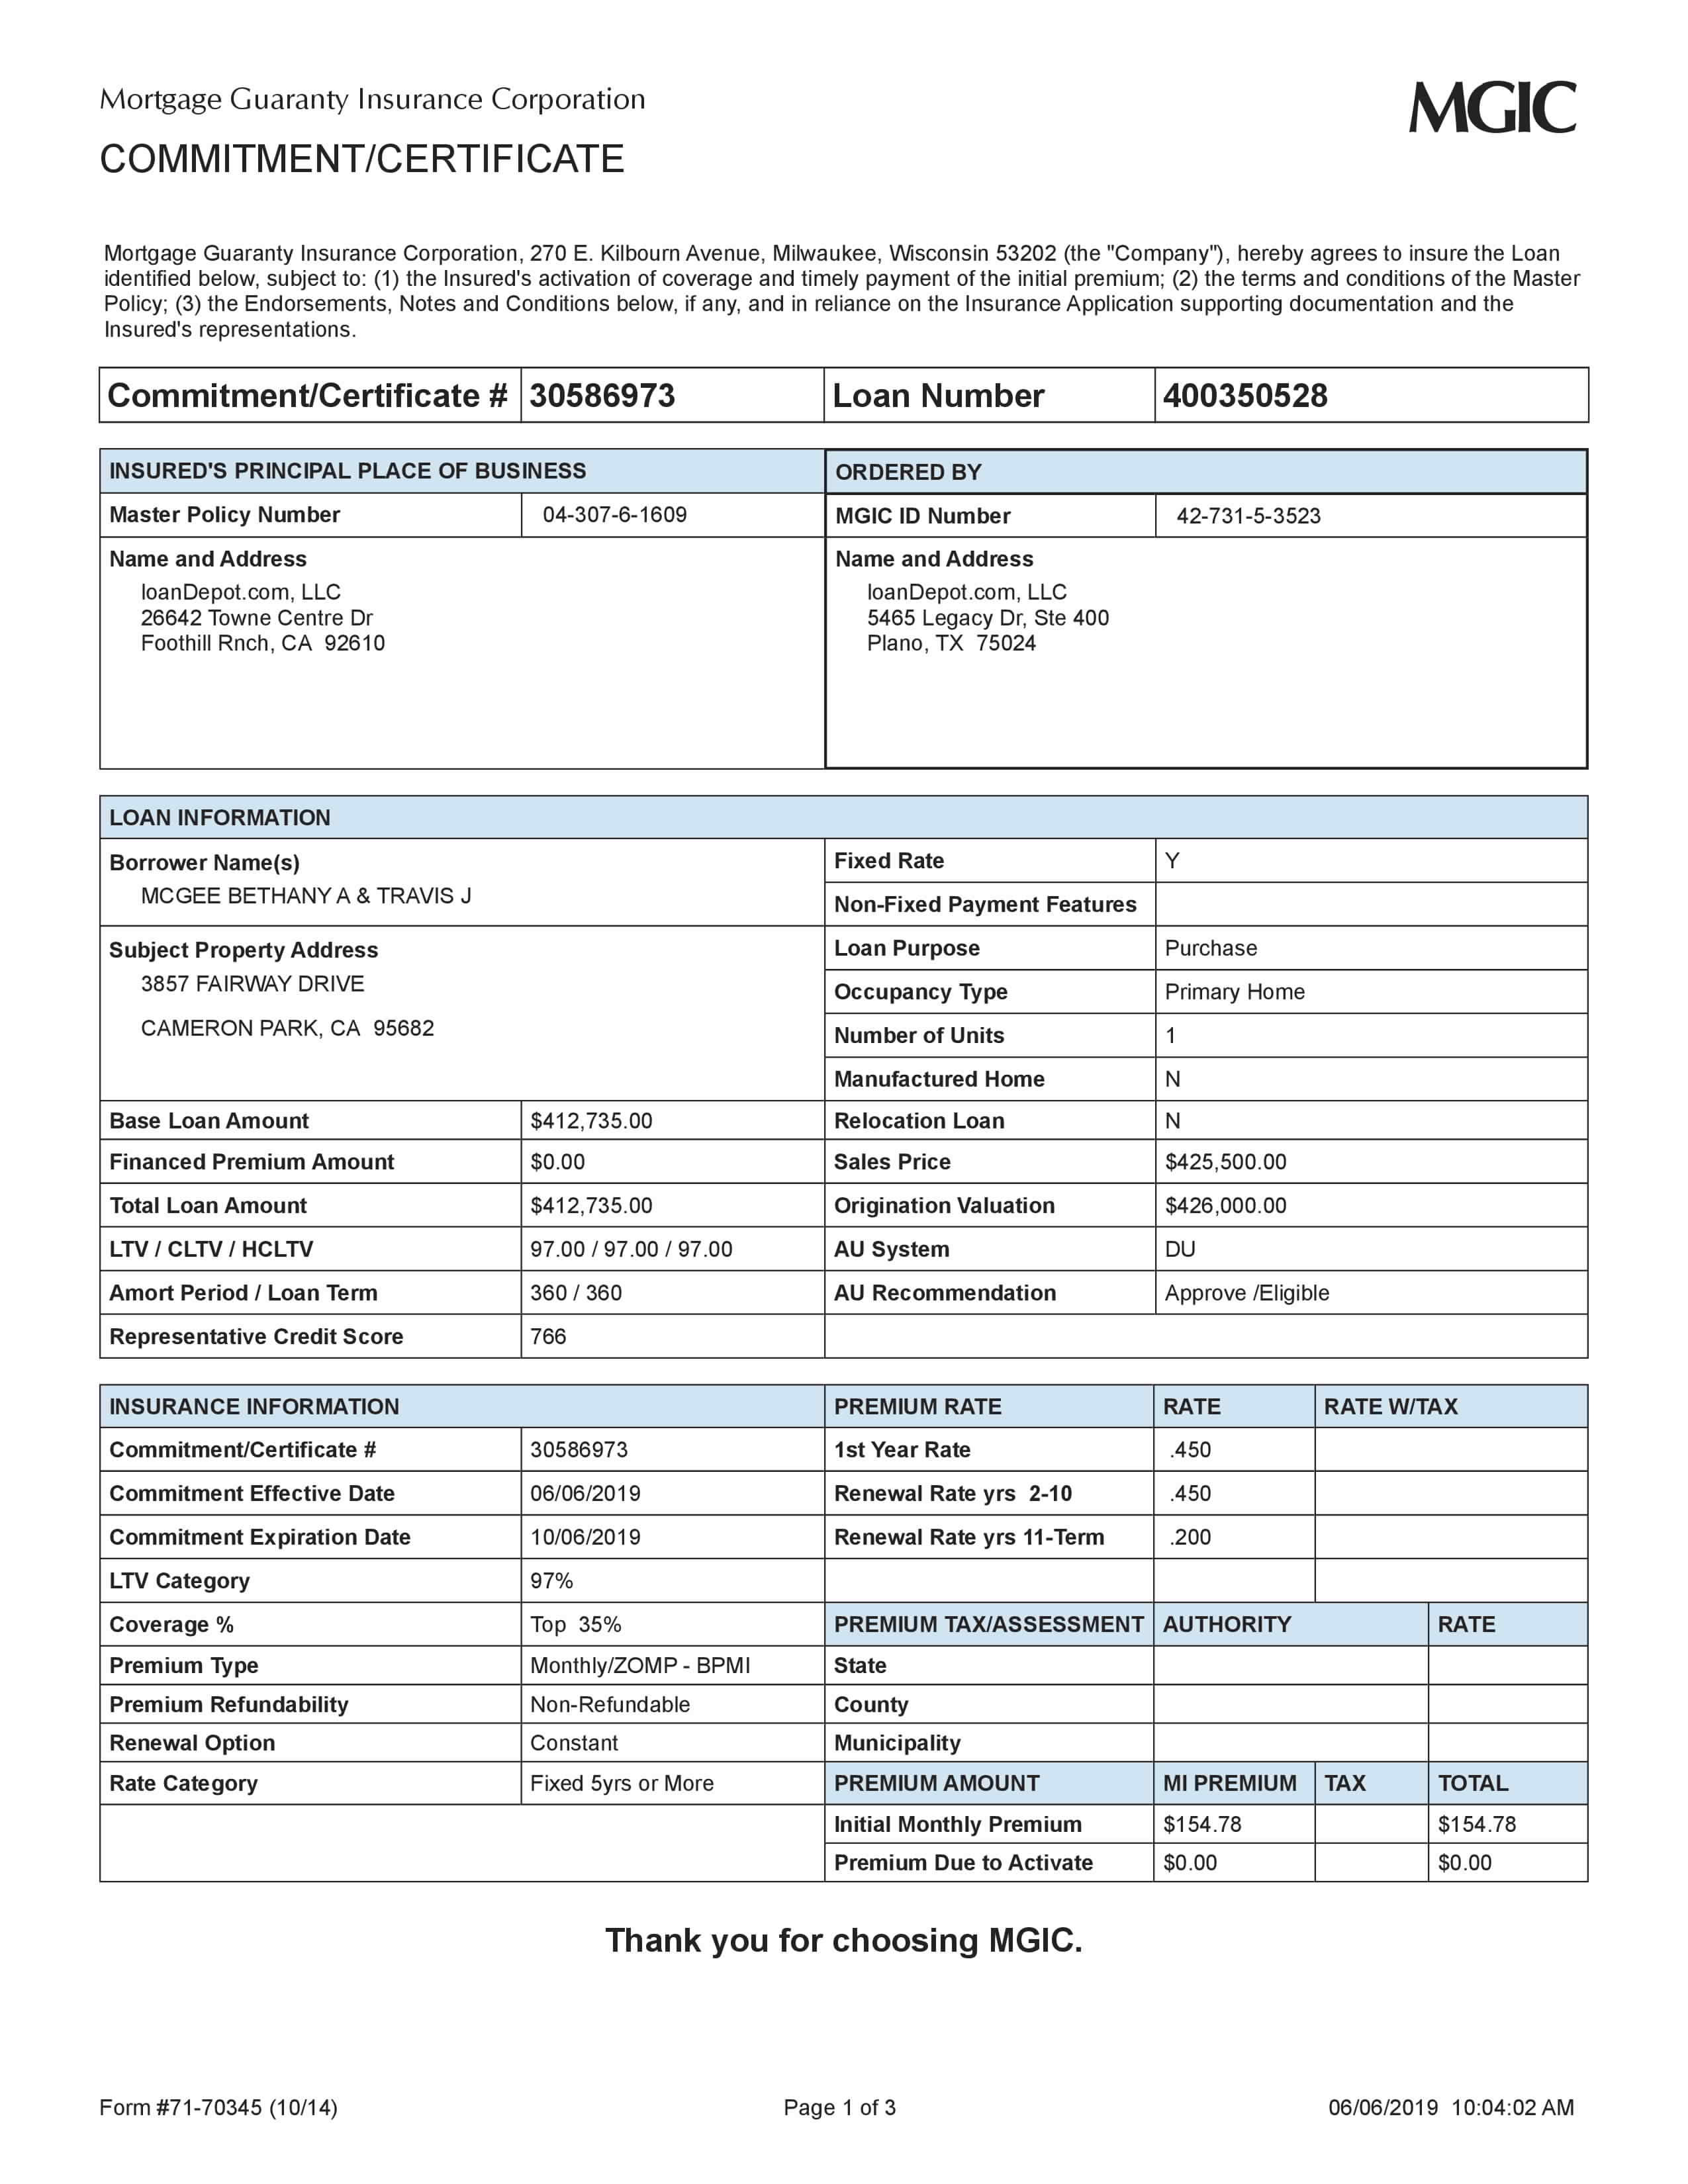 Mortgage Guaranty Insurance Corporation
MGIC
COMMITMENT/CERTIFICATE
Mortgage Guaranty Insurance Corporation, 270 E. Kilbourn Avenue, Milwaukee, Wisconsin 53202 (the "Company"), hereby agrees to insure the Loan
identified below, subject to: (1) the Insured's activation of coverage and timely payment of the initial premium; (2) the terms and conditions of the Master
Policy; (3) the Endorsements, Notes and Conditions below, if any, and in reliance on the Insurance Application supporting documentation and the
Insured's representations.
Commitment/Certificate # 30586973 Loan Number 400350528
INSURED'S PRINCIPAL PLACE OF BUSINESS
Master Policy Number 04-307-6-1609
Name and Address
loanDepot.com, LLC
26642 Towne Centre Dr
Foothill Rnch, CA 92610
ORDERED BY
MGIC ID Number 42-731-5-3523
Name and Address
loanDepot.com, LLC
5465 Legacy Dr, Ste 400
Plano, TX 75024
LOAN INFORMATION
Borrower Name(s)
MCGEE BETHANY A & TRAVIS J
Subject Property Address
3857 FAIRWAY DRIVE
CAMERON PARK, CA 95682
Fixed Rate Y
Non-Fixed Payment Features
Loan Purpose Purchase
Occupancy Type Primary Home
Number of Units 1
Manufactured Home N
Base Loan Amount $412,735.00 Relocation Loan N
Financed Premium Amount $0.00 Sales Price $425,500.00
Total Loan Amount $412,735.00 Origination Valuation $426,000.00
LTV / CLTV / HCLTV 97.00 / 97.00 / 97.00 AU System DU
Amort Period / Loan Term 360 / 360 AU Recommendation Approve /Eligible
Representative Credit Score 766
INSURANCE INFORMATION PREMIUM RATE RATE RATE W/TAX
Commitment/Certificate # 30586973 1st Year Rate .450
Commitment Effective Date 06/06/2019 Renewal Rate yrs 2-10 .450
Commitment Expiration Date 10/06/2019 Renewal Rate yrs 11-Term .200
LTV Category 97%
Coverage % Top 35% PREMIUM TAX/ASSESSMENT AUTHORITY RATE
Premium Type Monthly/ZOMP - BPMI State
Premium Refundability Non-Refundable County
Renewal Option Constant Municipality
Rate Category Fixed 5yrs or More PREMIUM AMOUNT MI PREMIUM TAX TOTAL
Initial Monthly Premium $154.78 $154.78
Premium Due to Activate $0.00 $0.00
Thank you for choosing MGIC.
Form #71-70345 (10/14) Page 1 of 3 06/06/2019 10:04:02 AM